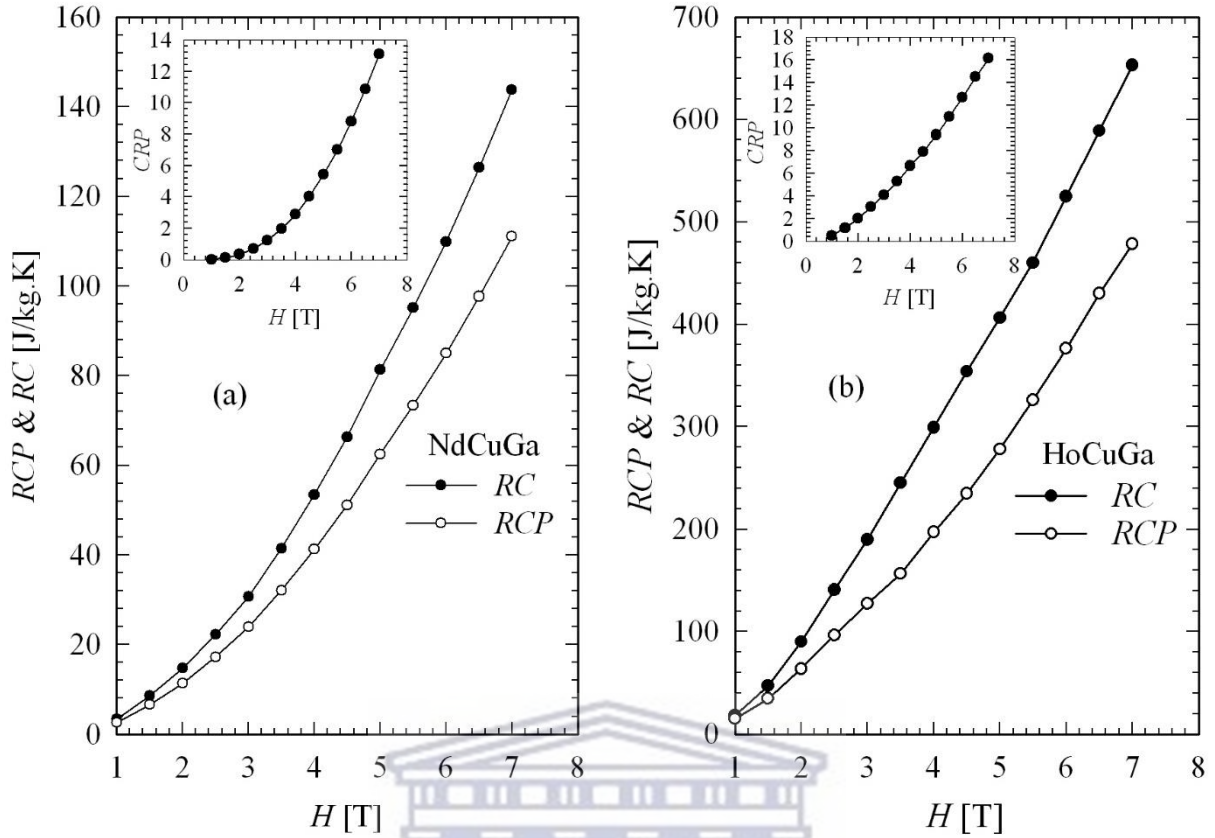 RCP & RC [J/kg.K]
160
140
120
100
80
60
40
20
0
1 2 3 4 5 6 7 8
H [T]
CRP
14
12
10
8
6
4
2
0
0 2 4 6 8
H [T]
(a)
NdCuGa
RC
RCP
RCP & RC [J/kg.K]
700
600
500
400
300
200
100
0
1 2 3 4 5 6 7 8
H [T]
CRP
18
16
14
12
10
8
6
4
2
0
0 2 4 6 8
H [T]
(b)
HoCuGa
RC
RCP